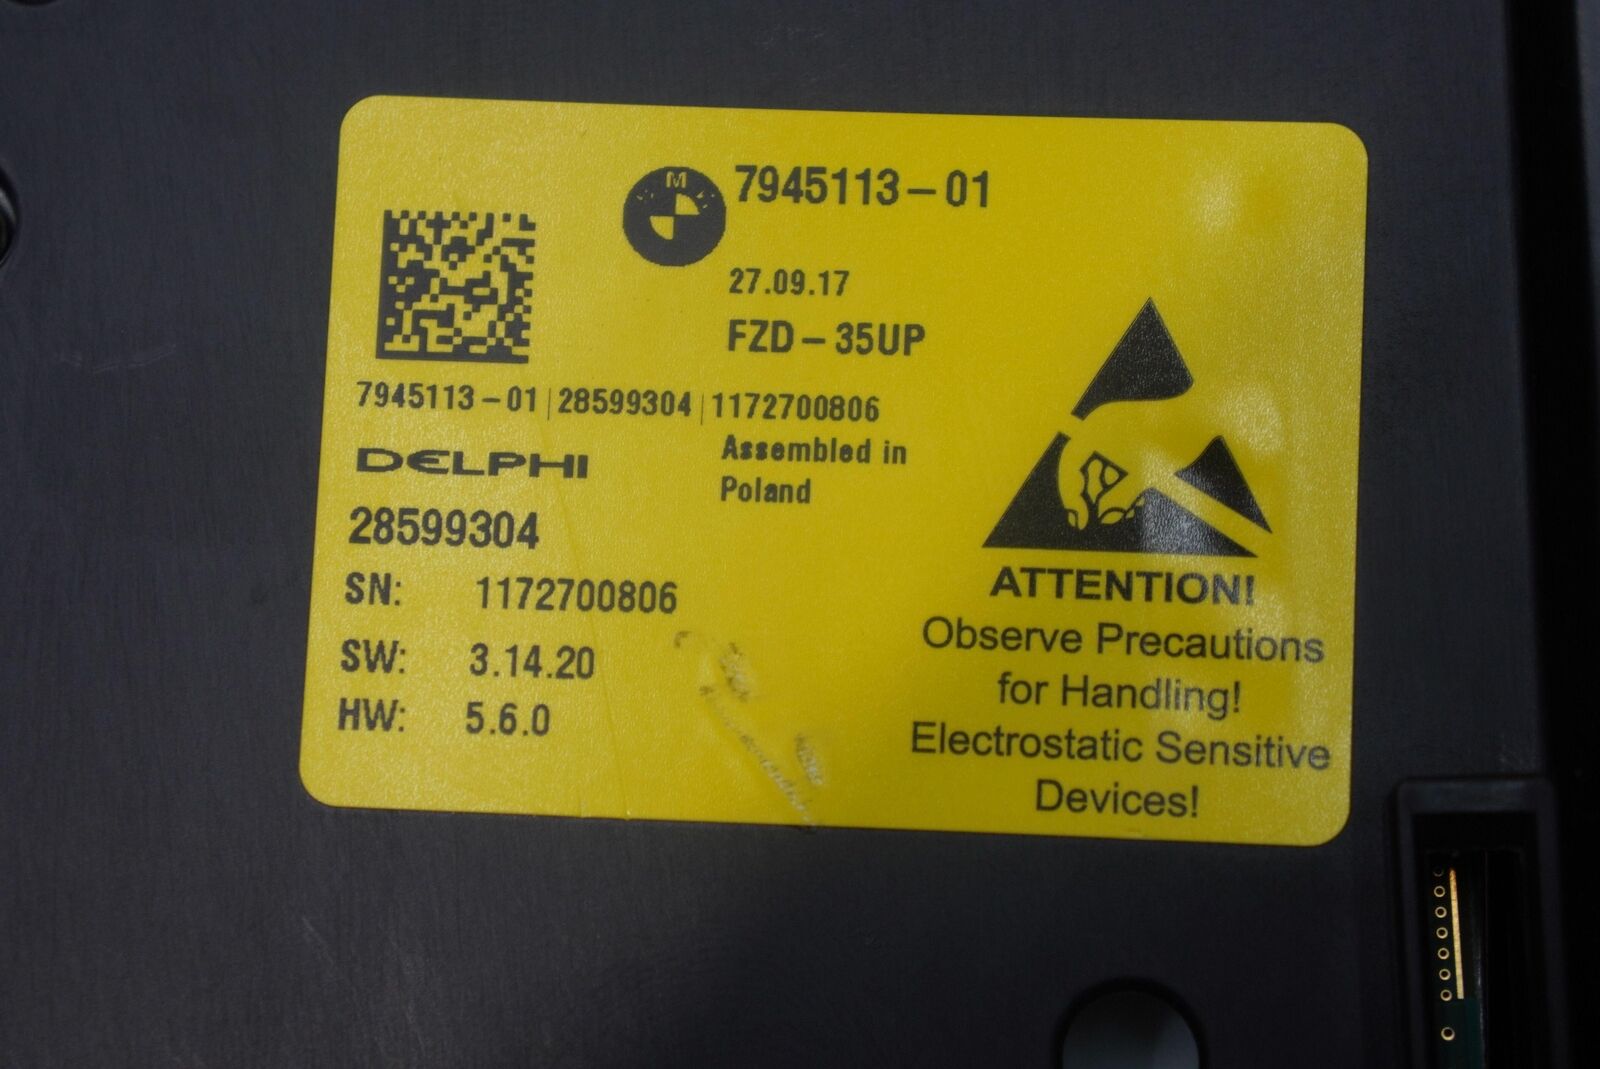 7945113-01
27.09.17
FZD-35UP
7945113-01|28599304|1172700806
DELPHI
Assembled in
Poland
28599304
SN: 1172700806
SW: 3.14.20
HW: 5.6.0
ATTENTION!
Observe Precautions
for Handling!
Electrostatic Sensitive
Devices!